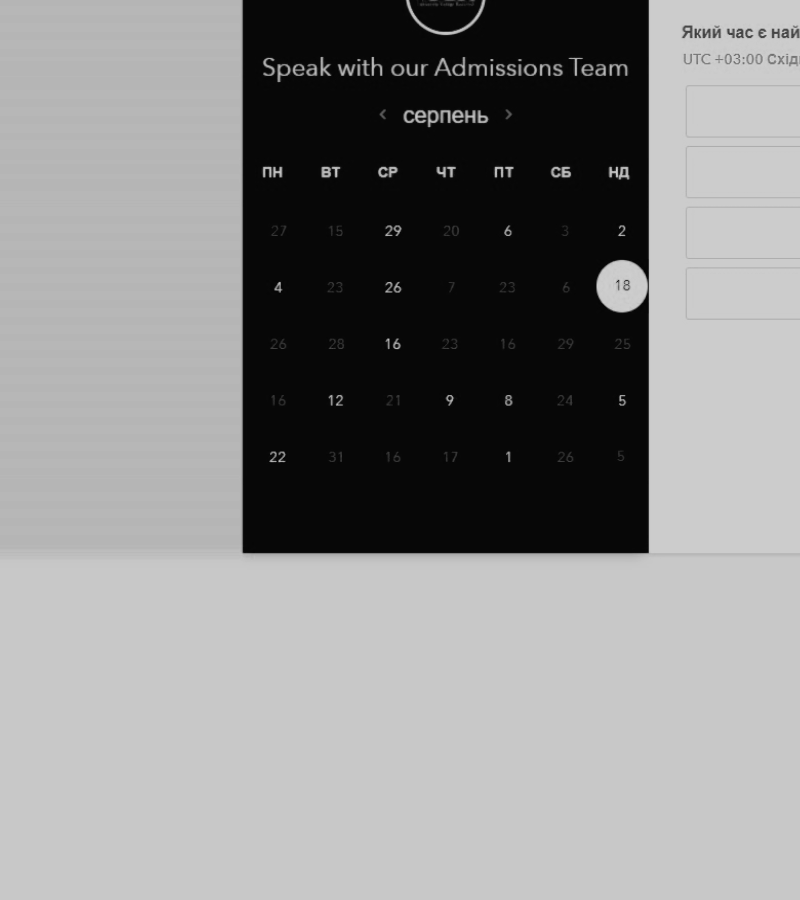 Speak with our Admissions Team
Який час є най
UTC +03:00 Схід
‹ серпень ›
ПН ВТ СР ЧТ ПТ СБ НД
27 15 29 20 6 3 2
4 23 26 7 23 6 18
26 28 16 23 16 29 25
16 12 21 9 8 24 5
22 31 16 17 1 26 5